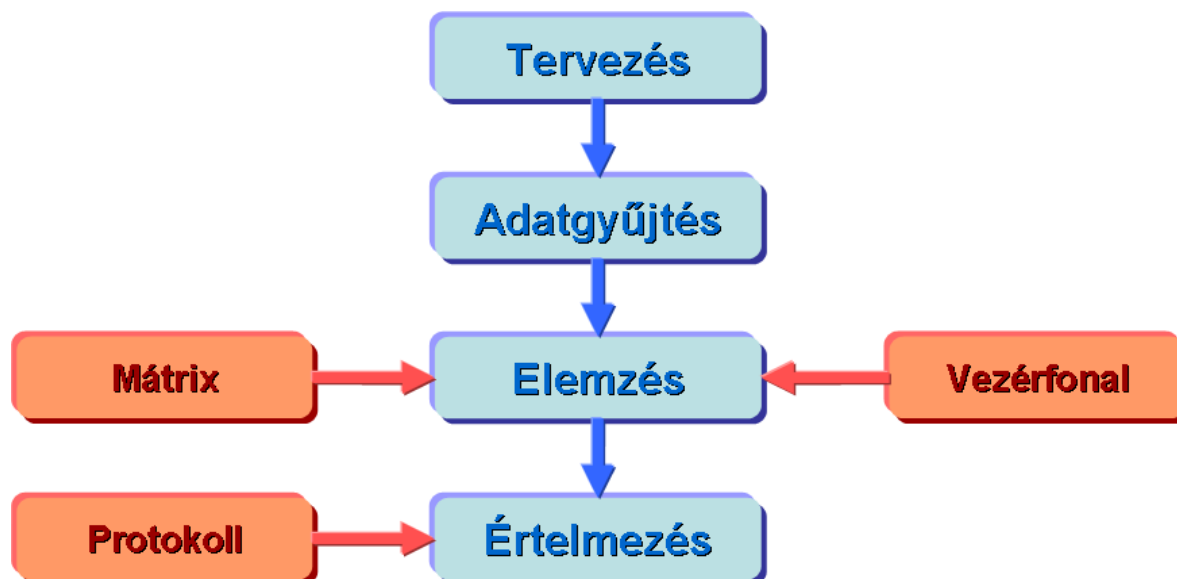 Tervezés
Adatgyűjtés
Mátrix
Elemzés
Vezérfonal
Protokoll
Értelmezés